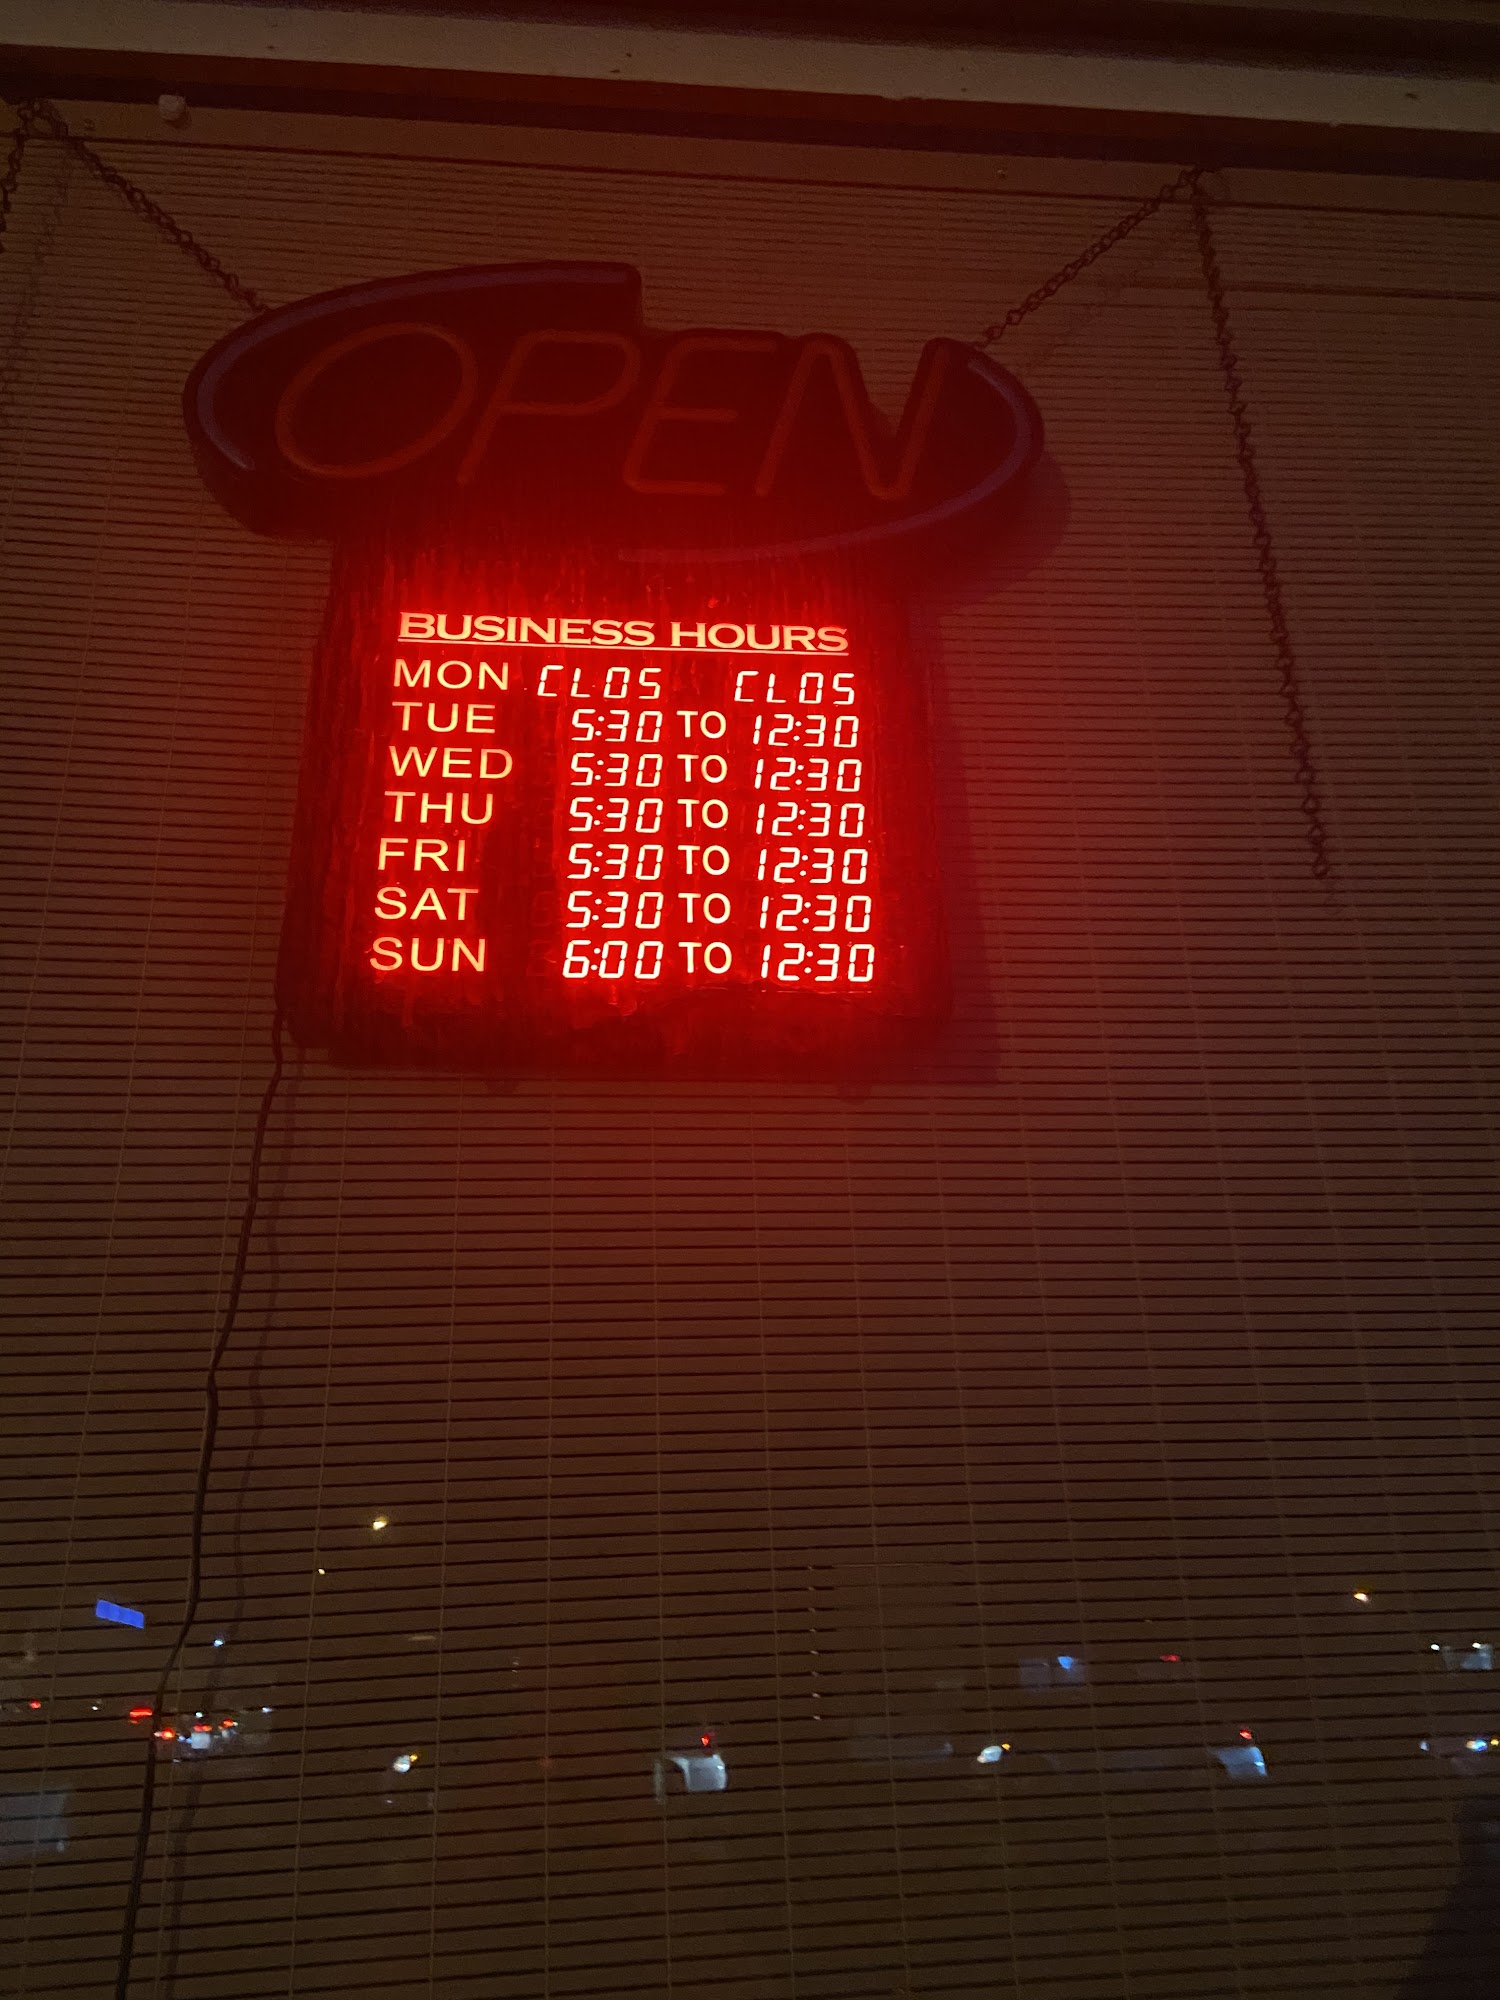 OPEN
BUSINESS HOURS
MON CLOS CLOS
TUE 5:30 TO 12:30
WED 5:30 TO 12:30
THU 5:30 TO 12:30
FRI 5:30 TO 12:30
SAT 5:30 TO 12:30
SUN 6:00 TO 12:30